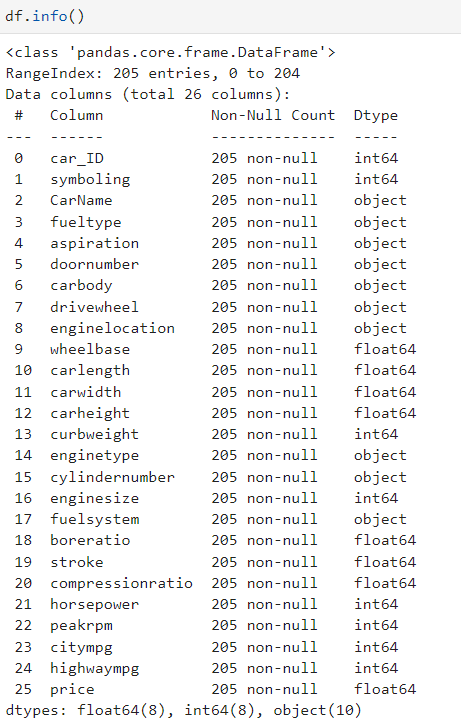 df.info()
<class 'pandas.core.frame.DataFrame'>
RangeIndex: 205 entries, 0 to 204
Data columns (total 26 columns):
 #   Column            Non-Null Count  Dtype
---  ------            --------------  -----
 0   car_ID            205 non-null    int64
 1   symboling         205 non-null    int64
 2   CarName           205 non-null    object
 3   fueltype          205 non-null    object
 4   aspiration        205 non-null    object
 5   doornumber        205 non-null    object
 6   carbody           205 non-null    object
 7   drivewheel        205 non-null    object
 8   enginelocation    205 non-null    object
 9   wheelbase         205 non-null    float64
 10  carlength         205 non-null    float64
 11  carwidth          205 non-null    float64
 12  carheight         205 non-null    float64
 13  curbweight        205 non-null    int64
 14  enginetype        205 non-null    object
 15  cylindernumber    205 non-null    object
 16  enginesize        205 non-null    int64
 17  fuelsystem        205 non-null    object
 18  boreratio         205 non-null    float64
 19  stroke            205 non-null    float64
 20  compressionratio  205 non-null    float64
 21  horsepower        205 non-null    int64
 22  peakrpm           205 non-null    int64
 23  citympg           205 non-null    int64
 24  highwaympg        205 non-null    int64
 25  price             205 non-null    float64
dtypes: float64(8), int64(8), object(10)